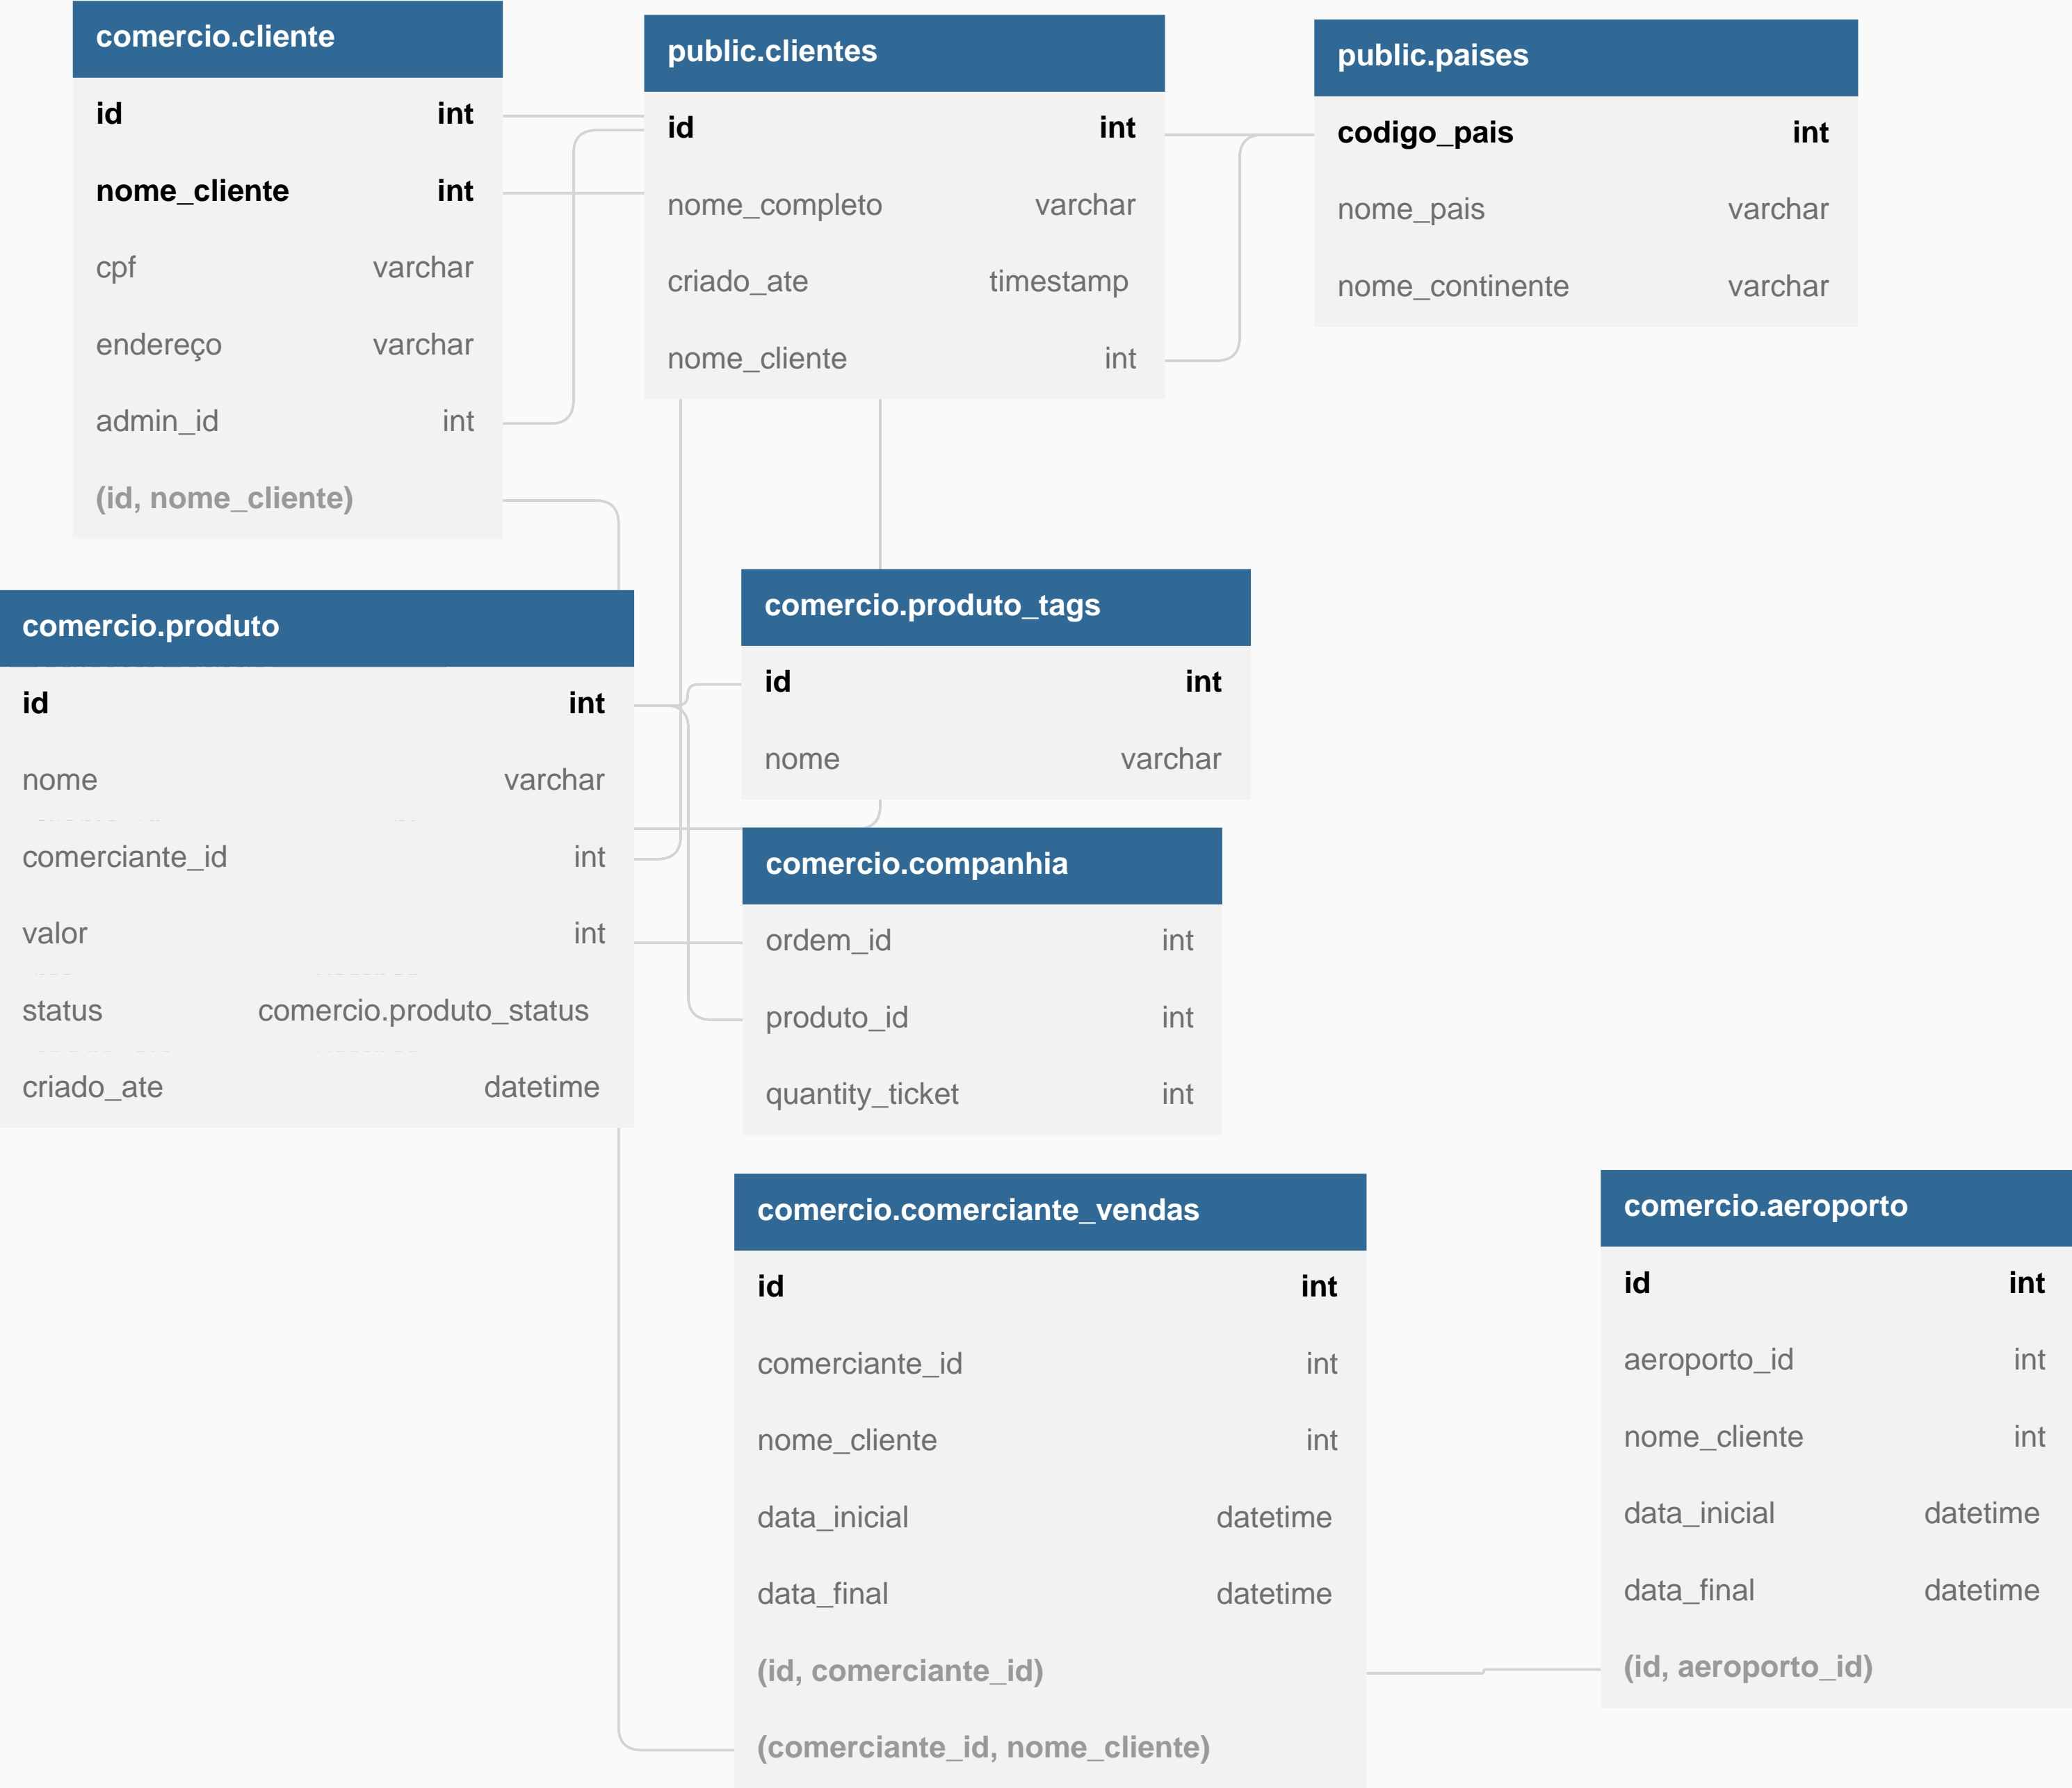 comercio.cliente
id int
nome_cliente int
cpf varchar
endereço varchar
admin_id int
(id, nome_cliente)
public.clientes
id int
nome_completo varchar
criado_ate timestamp
nome_cliente int
public.paises
codigo_pais int
nome_pais varchar
nome_continente varchar
comercio.produto
id int
nome varchar
comerciante_id int
valor int
status comercio.produto_status
criado_ate datetime
comercio.produto_tags
id int
nome varchar
comercio.companhia
ordem_id int
produto_id int
quantity_ticket int
comercio.comerciante_vendas
id int
comerciante_id int
nome_cliente int
data_inicial datetime
data_final datetime
(id, comerciante_id)
(comerciante_id, nome_cliente)
comercio.aeroporto
id int
aeroporto_id int
nome_cliente int
data_inicial datetime
data_final datetime
(id, aeroporto_id)